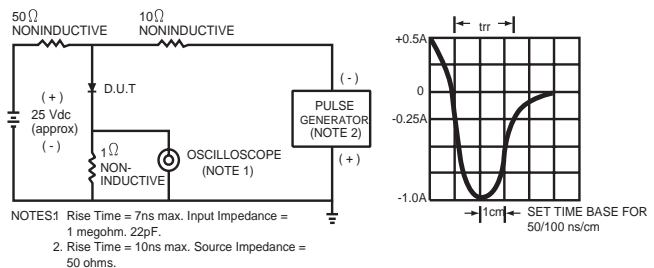 50Ω
NONINDUCTIVE
10Ω
NONINDUCTIVE
D.U.T
( + )
25 Vdc
(approx)
( - )
1Ω
NON-
INDUCTIVE
OSCILLOSCOPE
(NOTE 1)
( - )
PULSE
GENERATOR
(NOTE 2)
( + )
NOTES:1 Rise Time = 7ns max. Input Impedance =
1 megohm. 22pF.
2. Rise Time = 10ns max. Source Impedance =
50 ohms.
trr
+0.5A
0
-0.25A
-1.0A
1cm
SET TIME BASE FOR
50/100 ns/cm